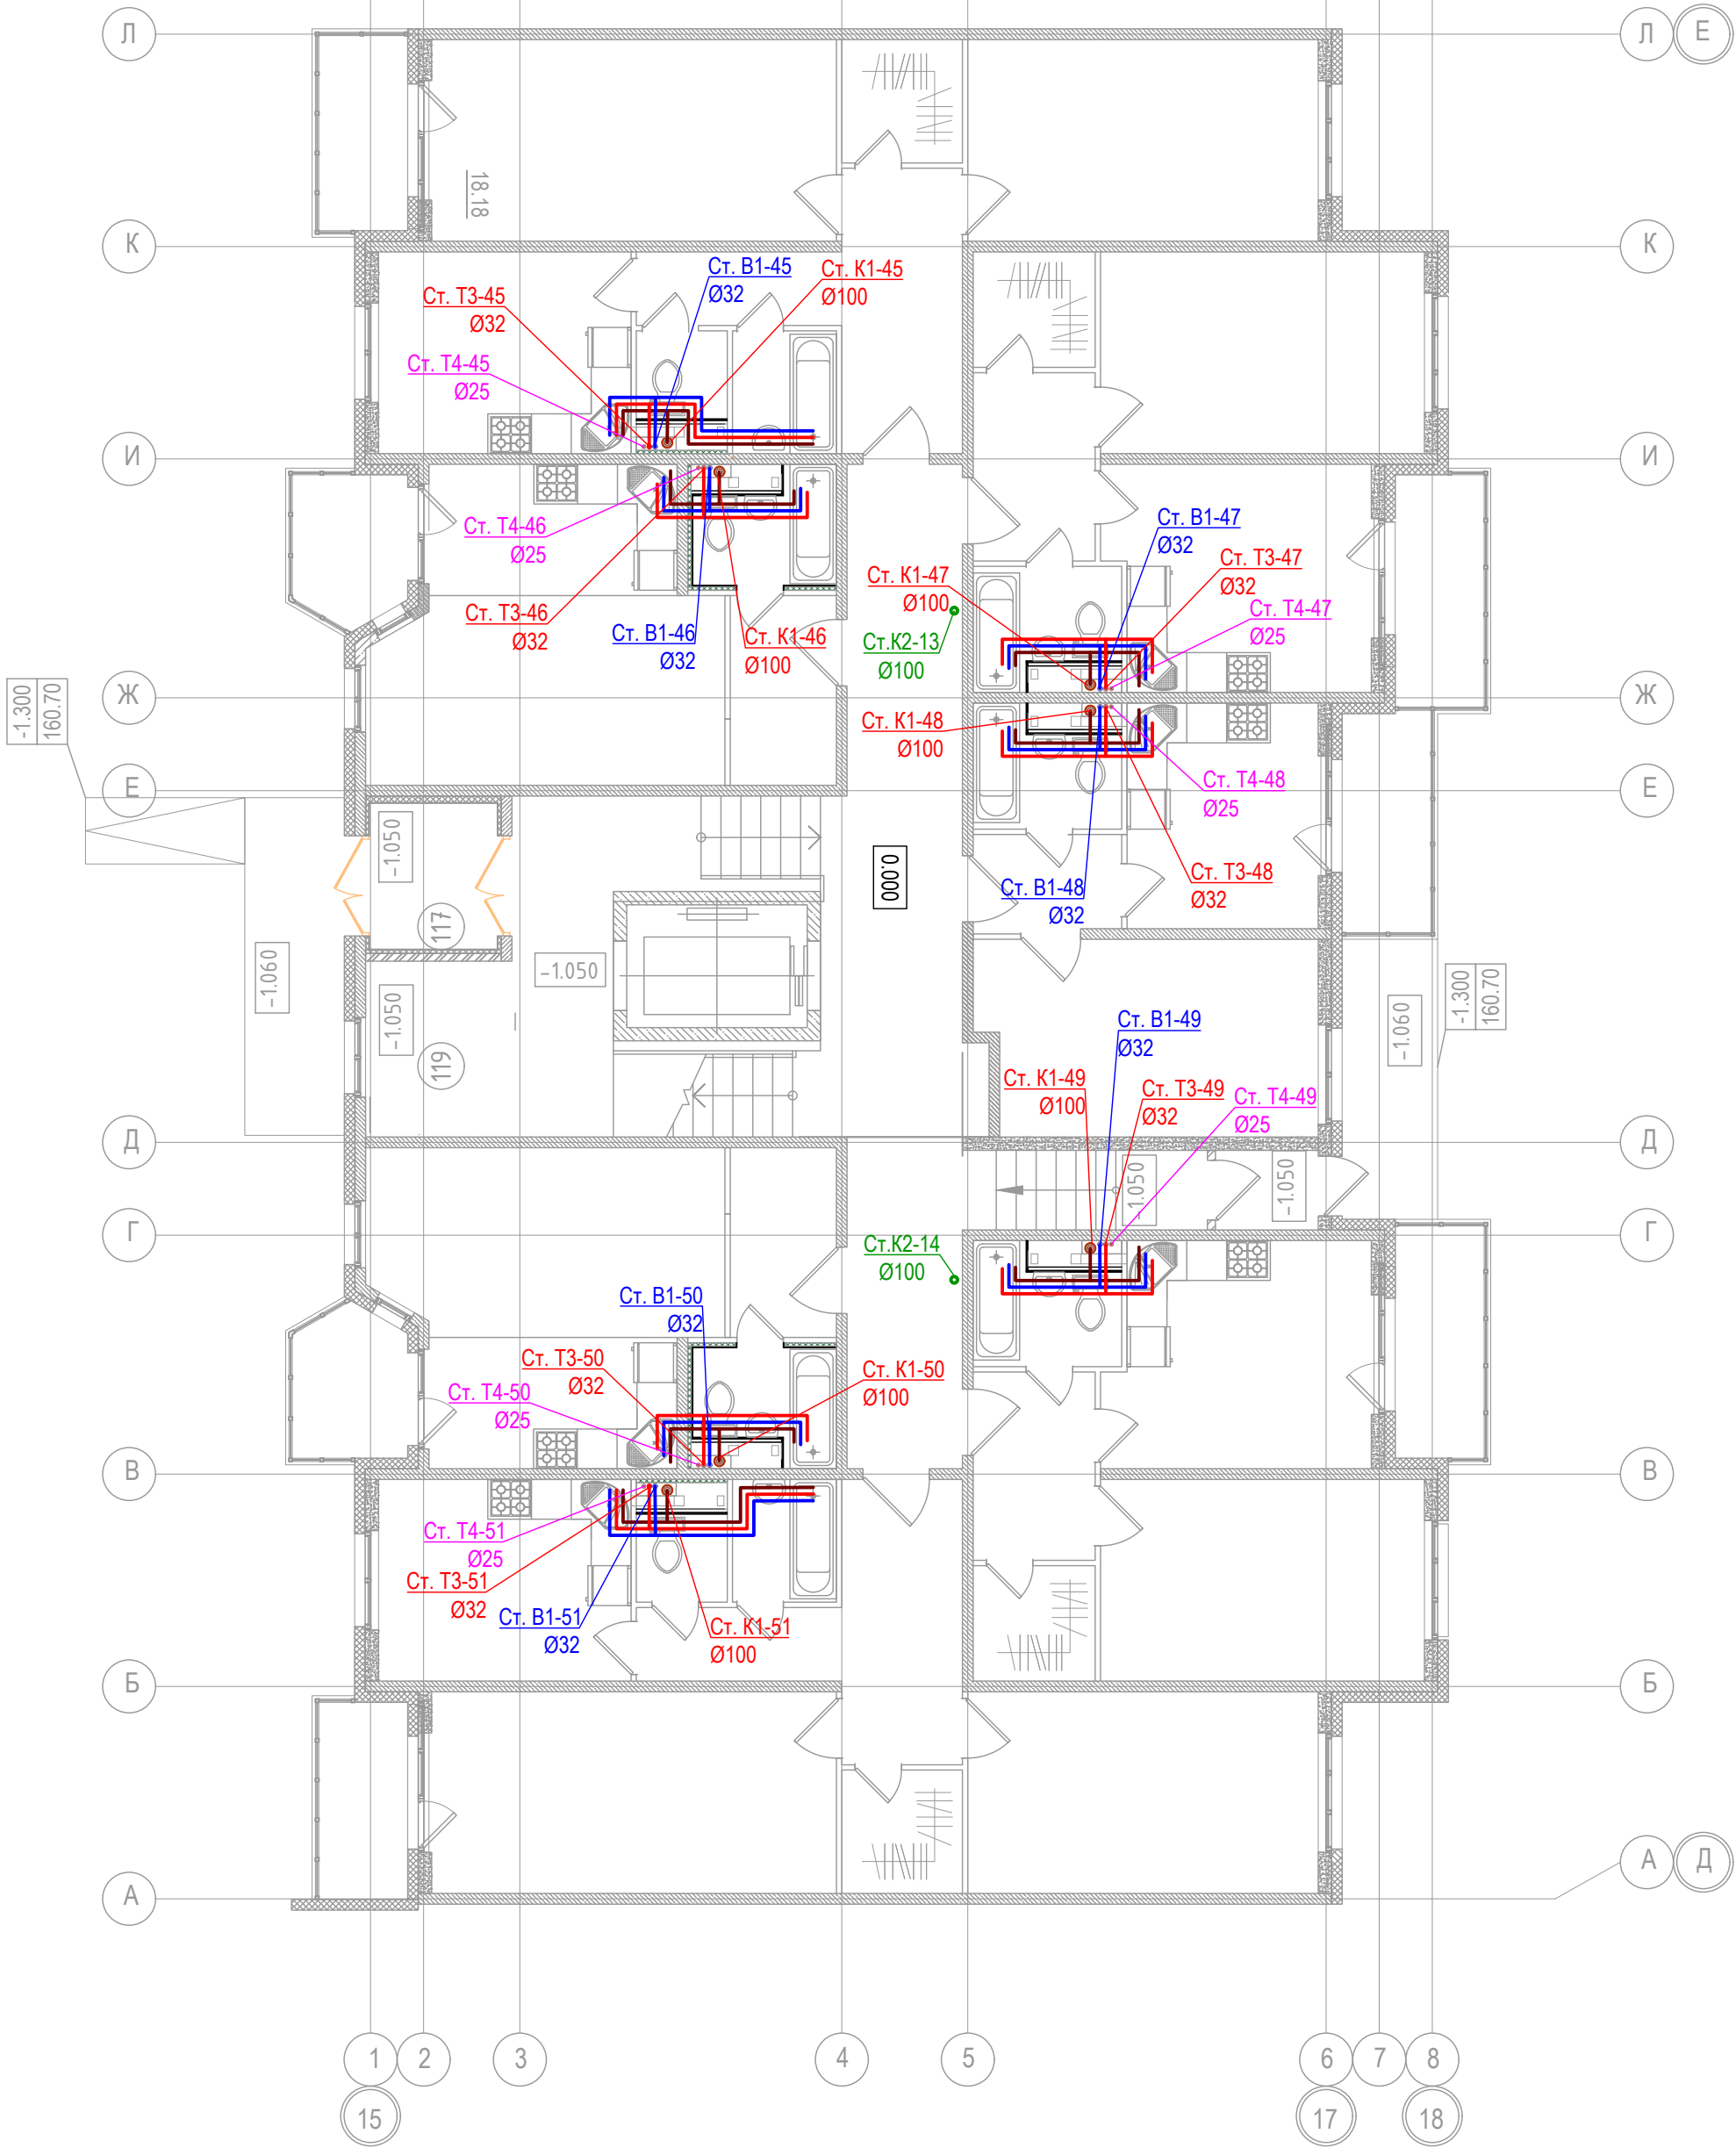 Л
Л
Е
18.18
К
К
Ст. В1-45
Ø32
Ст. К1-45
Ø100
Ст. Т3-45
Ø32
Ст. Т4-45
Ø25
И
И
Ст. Т4-46
Ø25
Ст. В1-47
Ø32
Ст. Т3-47
Ø32
Ст. К1-47
Ø100
Ст. Т4-47
Ø25
Ст. Т3-46
Ø32
Ст. В1-46
Ø32
Ст. К1-46
Ø100
Ст.К2-13
Ø100
Ж
Ж
-1.300
160.70
Ст. К1-48
Ø100
Ст. Т4-48
Ø25
Е
Е
-1.050
0.000
Ст. Т3-48
Ø32
Ст. В1-48
Ø32
117
-1.060
-1.050
-1.050
119
-1.300
160.70
-1.060
Ст. В1-49
Ø32
Ст. К1-49
Ø100
Ст. Т3-49
Ø32
Ст. Т4-49
Ø25
Д
Д
-1.050
-1.050
Г
Г
Ст.К2-14
Ø100
Ст. В1-50
Ø32
Ст. Т3-50
Ø32
Ст. К1-50
Ø100
Ст. Т4-50
Ø25
В
В
Ст. Т4-51
Ø25
Ст. Т3-51
Ø32
Ст. В1-51
Ø32
Ст. К1-51
Ø100
Б
Б
А
А
Д
1
2
3
4
5
6
7
8
15
17
18